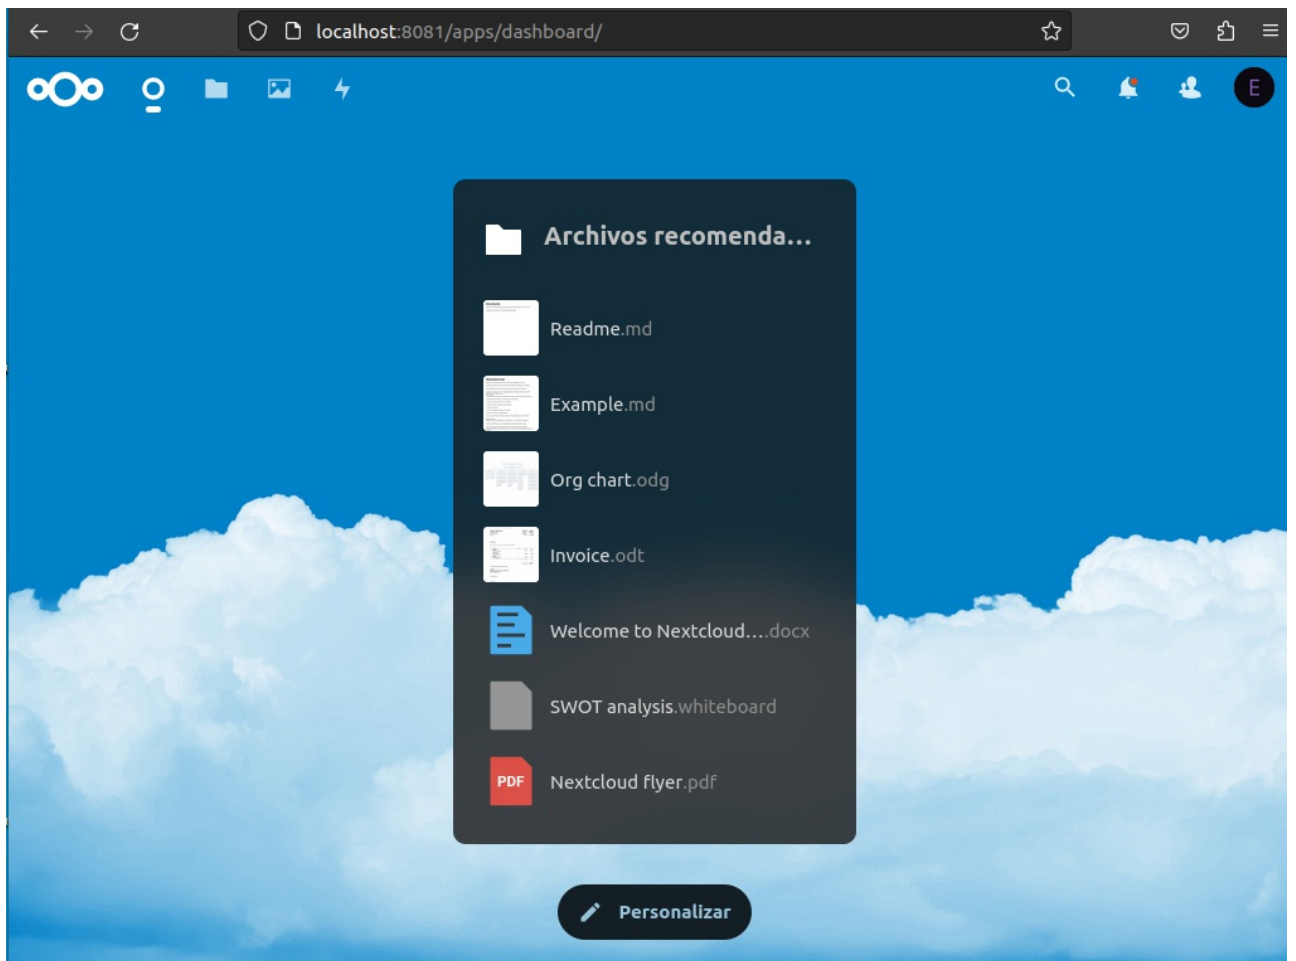 localhost:8081/apps/dashboard/
E
Archivos recomenda...
Readme.md
Example.md
Org chart.odg
Invoice.odt
Welcome to Nextcloud....docx
SWOT analysis.whiteboard
PDF Nextcloud flyer.pdf
Personalizar